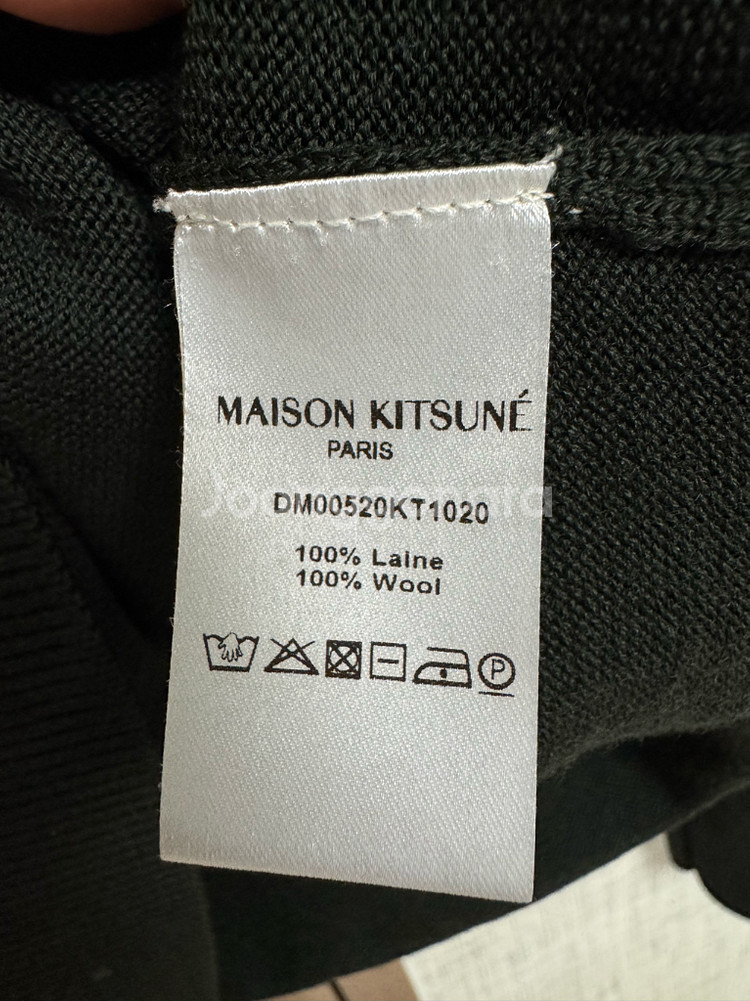 MAISON KITSUNÉ
PARIS
DM00520KT1020
100% Laine
100% Wool
P